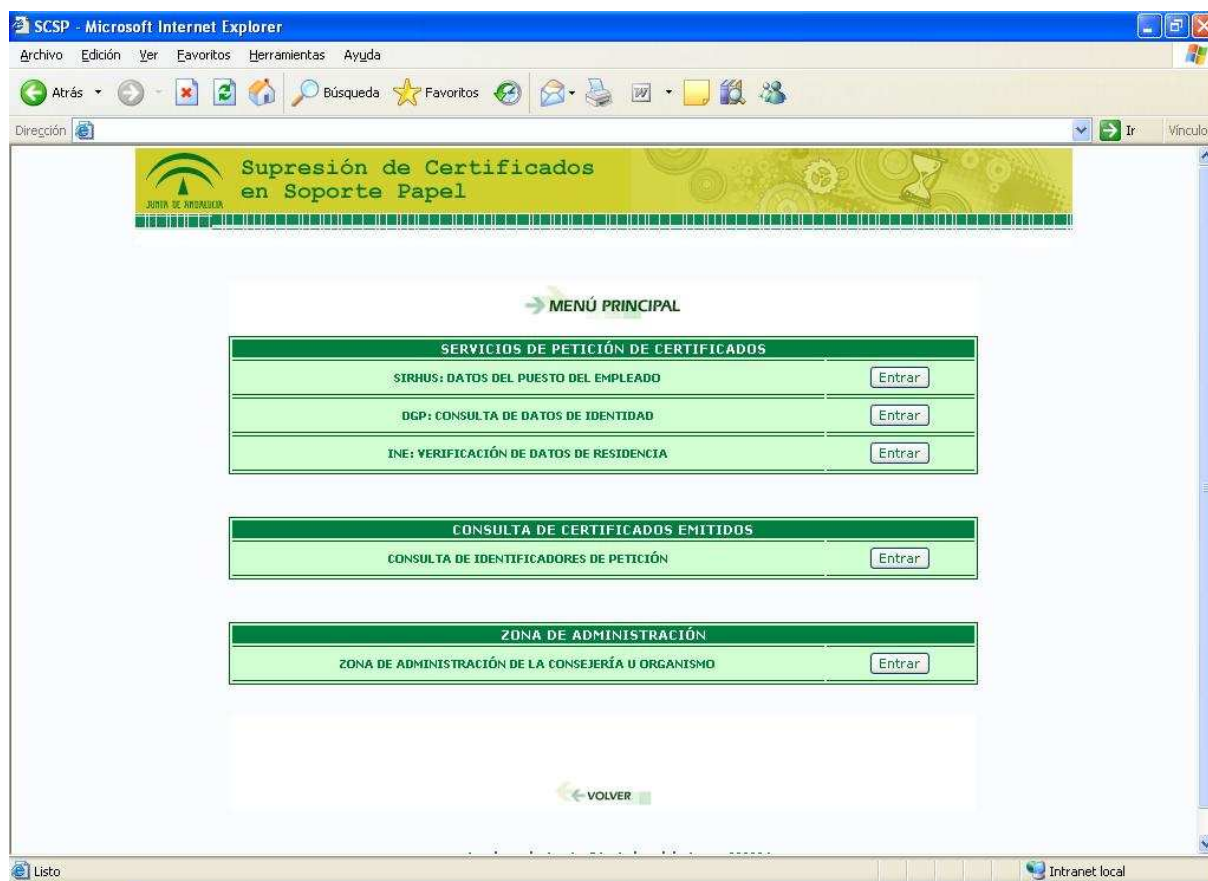 SCSP - Microsoft Internet Explorer
Archivo Edición Ver Favoritos Herramientas Ayuda
Atrás Búsqueda Favoritos
Dirección Ir Vínculo
Supresión de Certificados
en Soporte Papel
JUNTA DE ANDALUCIA
MENÚ PRINCIPAL
SERVICIOS DE PETICIÓN DE CERTIFICADOS
SIRHUS: DATOS DEL PUESTO DEL EMPLEADO Entrar
DGP: CONSULTA DE DATOS DE IDENTIDAD Entrar
INE: VERIFICACIÓN DE DATOS DE RESIDENCIA Entrar
CONSULTA DE CERTIFICADOS EMITIDOS
CONSULTA DE IDENTIFICADORES DE PETICIÓN Entrar
ZONA DE ADMINISTRACIÓN
ZONA DE ADMINISTRACIÓN DE LA CONSEJERÍA U ORGANISMO Entrar
VOLVER
Listo Intranet local